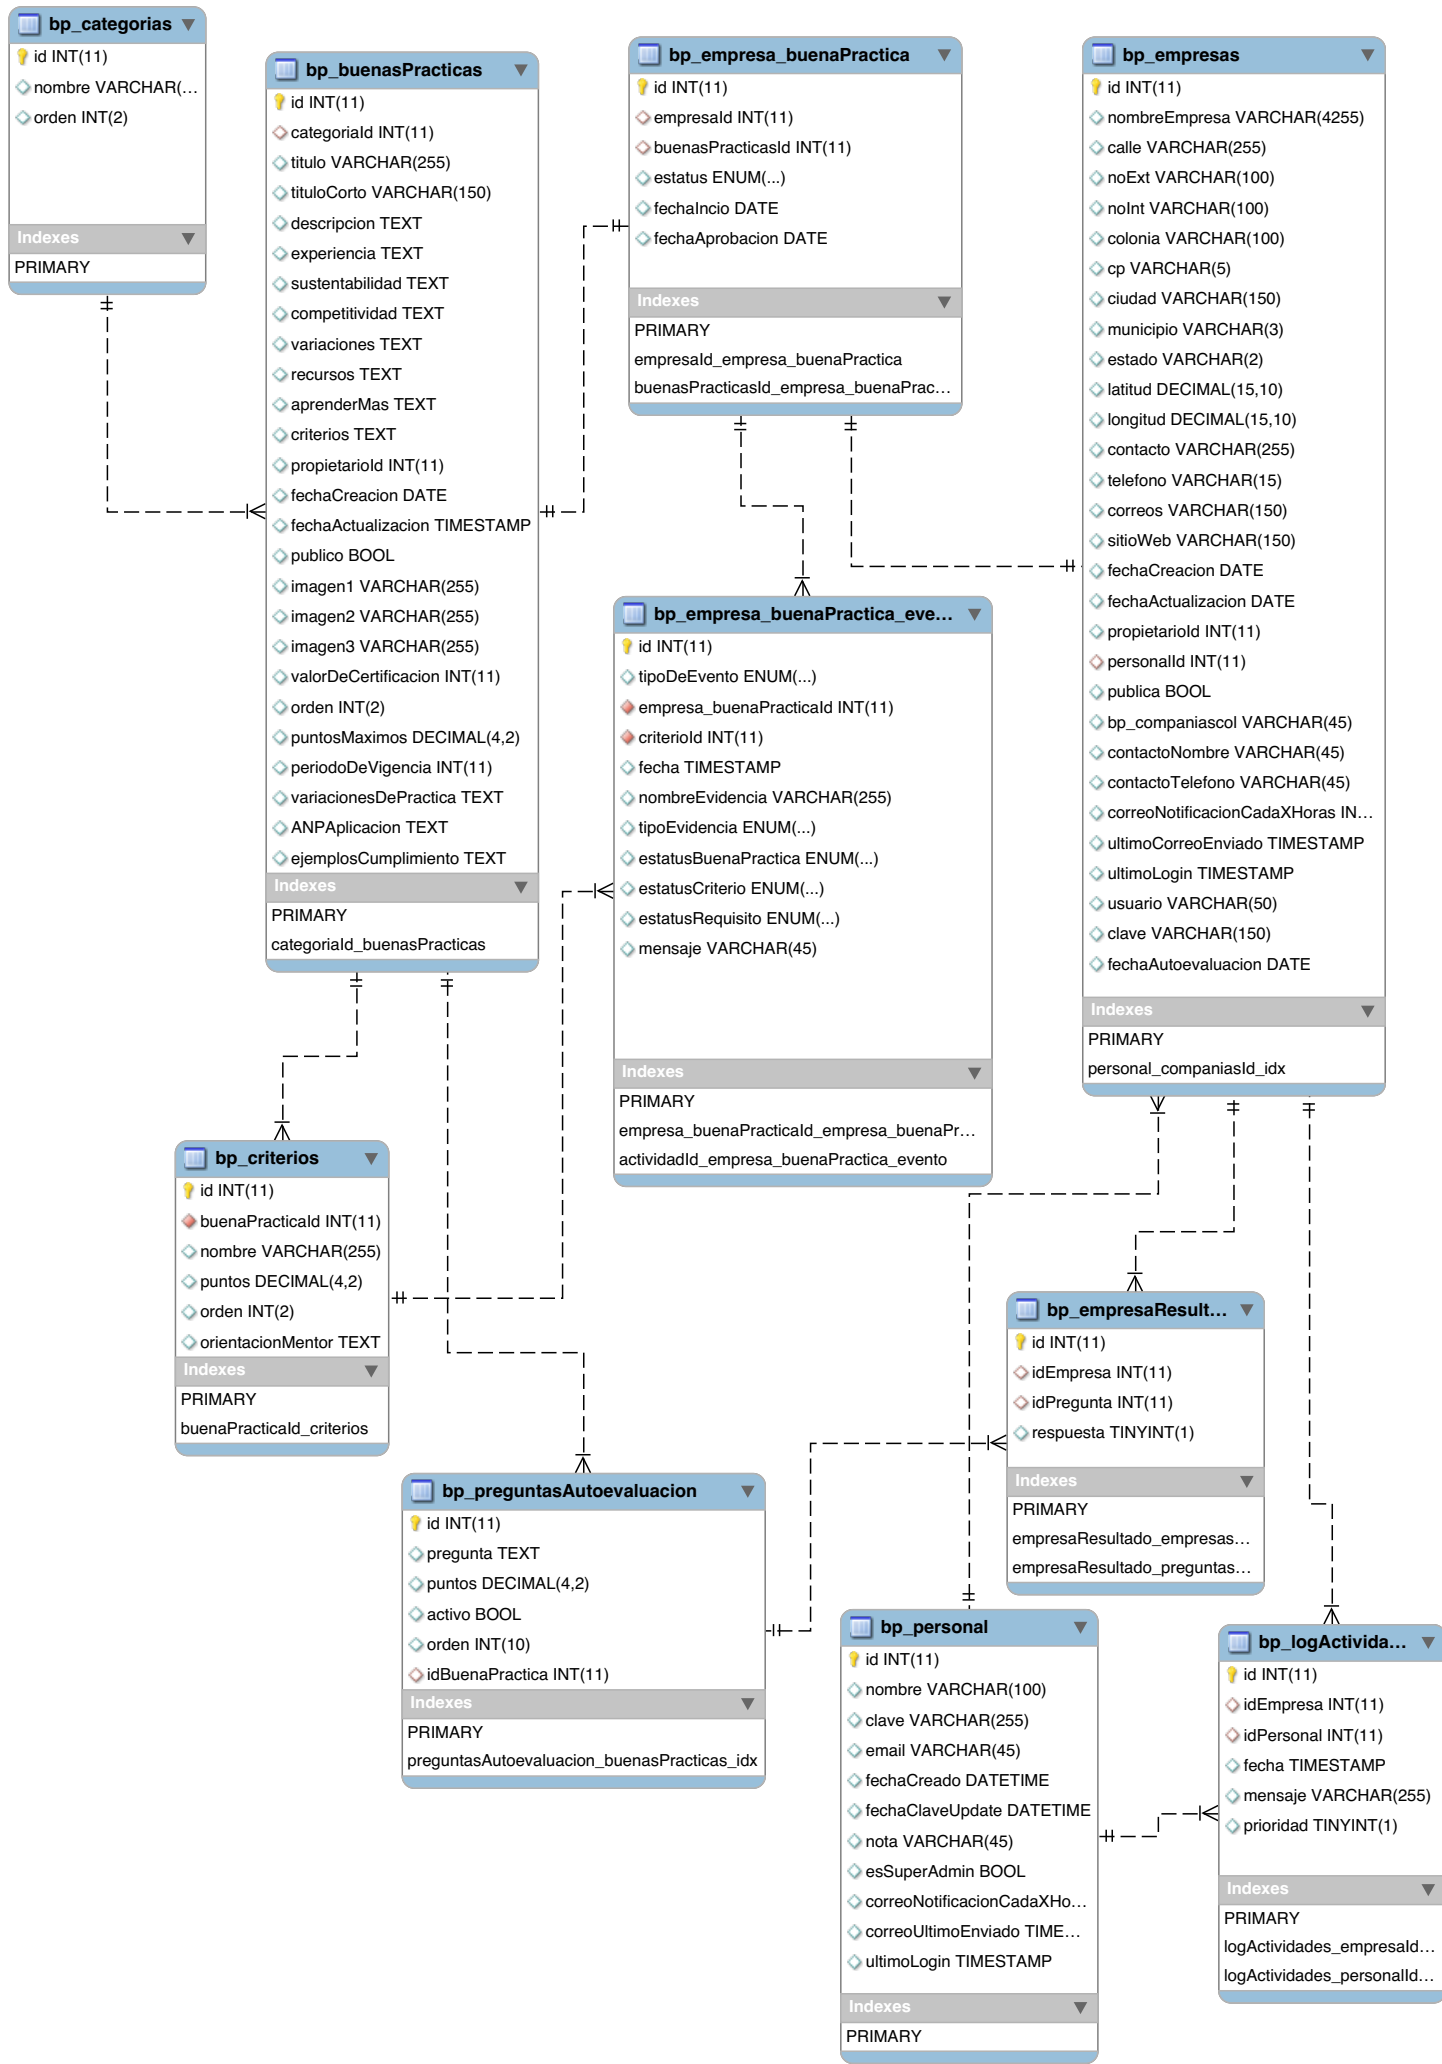 bp_categorias
id INT(11)
nombre VARCHAR(...
orden INT(2)
Indexes
PRIMARY
bp_buenasPracticas
id INT(11)
categoriaId INT(11)
titulo VARCHAR(255)
tituloCorto VARCHAR(150)
descripcion TEXT
experiencia TEXT
sustentabilidad TEXT
competitividad TEXT
variaciones TEXT
recursos TEXT
aprenderMas TEXT
criterios TEXT
propietarioId INT(11)
fechaCreacion DATE
fechaActualizacion TIMESTAMP
publico BOOL
imagen1 VARCHAR(255)
imagen2 VARCHAR(255)
imagen3 VARCHAR(255)
valorDeCertificacion INT(11)
orden INT(2)
puntosMaximos DECIMAL(4,2)
periodoDeVigencia INT(11)
variacionesDePractica TEXT
ANPAplicacion TEXT
ejemplosCumplimiento TEXT
Indexes
PRIMARY
categoriaId_buenasPracticas
bp_empresa_buenaPractica
id INT(11)
empresaId INT(11)
buenasPracticasId INT(11)
estatus ENUM(...)
fechaIncio DATE
fechaAprobacion DATE
Indexes
PRIMARY
empresaId_empresa_buenaPractica
buenasPracticasId_empresa_buenaPrac...
bp_empresas
id INT(11)
nombreEmpresa VARCHAR(4255)
calle VARCHAR(255)
noExt VARCHAR(100)
noInt VARCHAR(100)
colonia VARCHAR(100)
cp VARCHAR(5)
ciudad VARCHAR(150)
municipio VARCHAR(3)
estado VARCHAR(2)
latitud DECIMAL(15,10)
longitud DECIMAL(15,10)
contacto VARCHAR(255)
telefono VARCHAR(15)
correos VARCHAR(150)
sitioWeb VARCHAR(150)
fechaCreacion DATE
fechaActualizacion DATE
propietarioId INT(11)
personalId INT(11)
publica BOOL
bp_companiascol VARCHAR(45)
contactoNombre VARCHAR(45)
contactoTelefono VARCHAR(45)
correoNotificacionCadaXHoras IN...
ultimoCorreoEnviado TIMESTAMP
ultimoLogin TIMESTAMP
usuario VARCHAR(50)
clave VARCHAR(150)
fechaAutoevaluacion DATE
Indexes
PRIMARY
personal_companiasId_idx
bp_empresa_buenaPractica_eve...
id INT(11)
tipoDeEvento ENUM(...)
empresa_buenaPracticaId INT(11)
criterioId INT(11)
fecha TIMESTAMP
nombreEvidencia VARCHAR(255)
tipoEvidencia ENUM(...)
estatusBuenaPractica ENUM(...)
estatusCriterio ENUM(...)
estatusRequisito ENUM(...)
mensaje VARCHAR(45)
Indexes
PRIMARY
empresa_buenaPracticaId_empresa_buenaPr...
actividadId_empresa_buenaPractica_evento
bp_criterios
id INT(11)
buenaPracticaId INT(11)
nombre VARCHAR(255)
puntos DECIMAL(4,2)
orden INT(2)
orientacionMentor TEXT
Indexes
PRIMARY
buenaPracticaId_criterios
bp_empresaResult...
id INT(11)
idEmpresa INT(11)
idPregunta INT(11)
respuesta TINYINT(1)
Indexes
PRIMARY
empresaResultado_empresas...
empresaResultado_preguntas...
bp_preguntasAutoevaluacion
id INT(11)
pregunta TEXT
puntos DECIMAL(4,2)
activo BOOL
orden INT(10)
idBuenaPractica INT(11)
Indexes
PRIMARY
preguntasAutoevaluacion_buenasPracticas_idx
bp_personal
id INT(11)
nombre VARCHAR(100)
clave VARCHAR(255)
email VARCHAR(45)
fechaCreado DATETIME
fechaClaveUpdate DATETIME
nota VARCHAR(45)
esSuperAdmin BOOL
correoNotificacionCadaXHo...
correoUltimoEnviado TIME...
ultimoLogin TIMESTAMP
Indexes
PRIMARY
bp_logActivida...
id INT(11)
idEmpresa INT(11)
idPersonal INT(11)
fecha TIMESTAMP
mensaje VARCHAR(255)
prioridad TINYINT(1)
Indexes
PRIMARY
logActividades_empresaId...
logActividades_personalId...